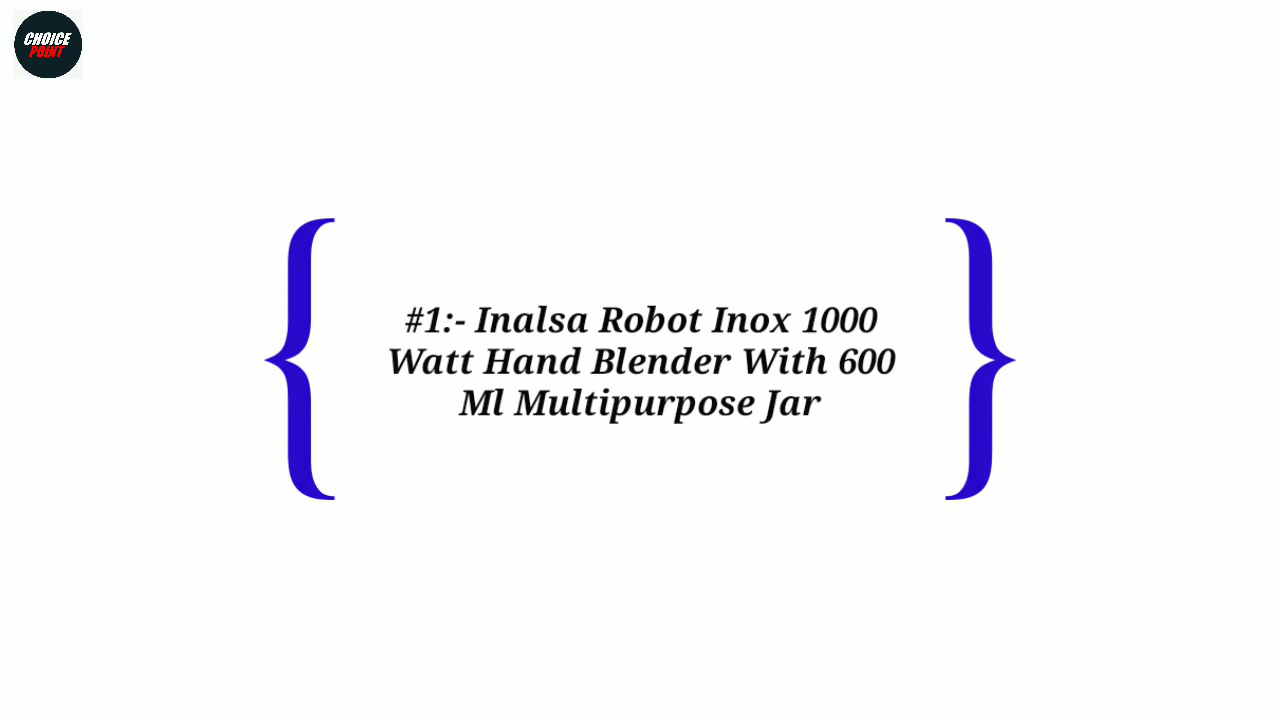 CHOICE
POINT
#1:- Inalsa Robot Inox 1000
Watt Hand Blender With 600
Ml Multipurpose Jar